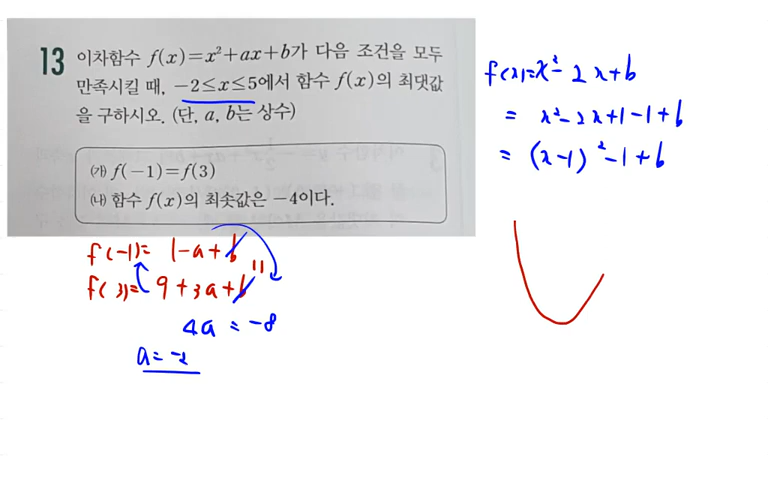 13 이차함수 f(x)=x²+ax+b가 다음 조건을 모두
만족시킬 때, -2≤x≤5에서 함수 f(x)의 최댓값
을 구하시오. (단, a, b는 상수)
㈎ f(-1)=f(3)
㈏ 함수 f(x)의 최솟값은 -4이다.
f(-1)= 1-a+b
f(3)= 9+3a+b
4a = -8
a = -2
f(x)=x²-2x+b
= x²-2x+1-1+b
= (x-1)²-1+b